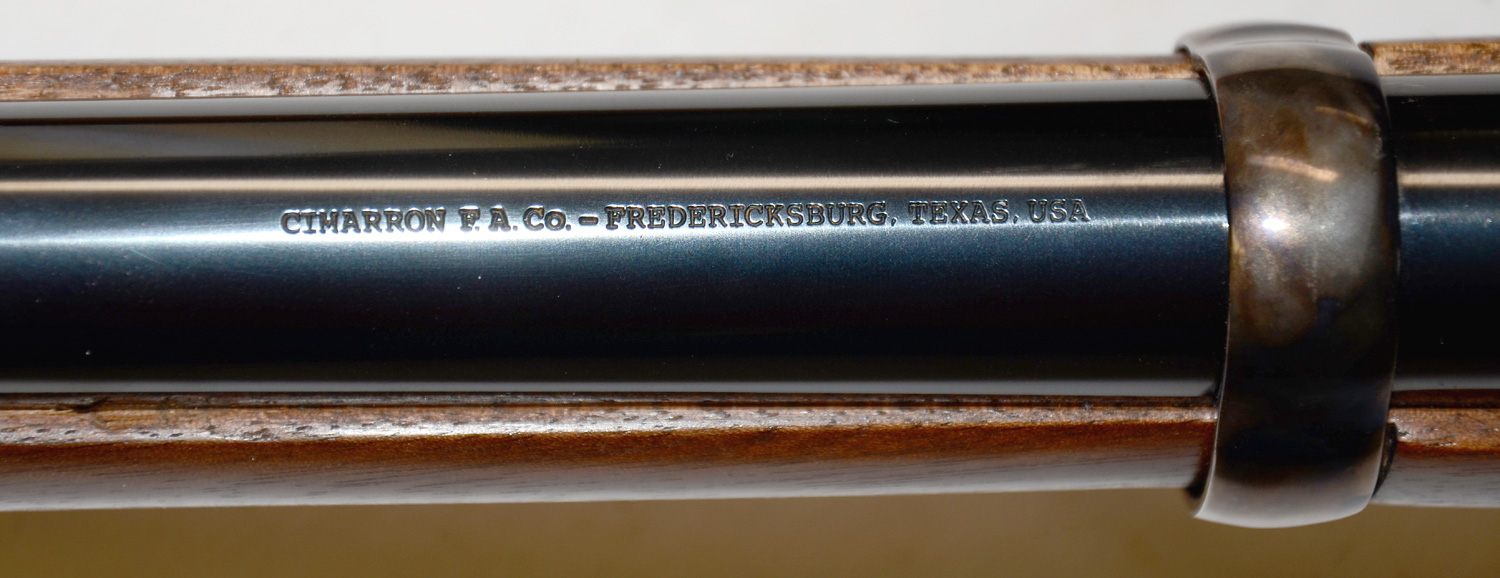 CIMARRON F. A. Co. – FREDERICKSBURG, TEXAS, USA